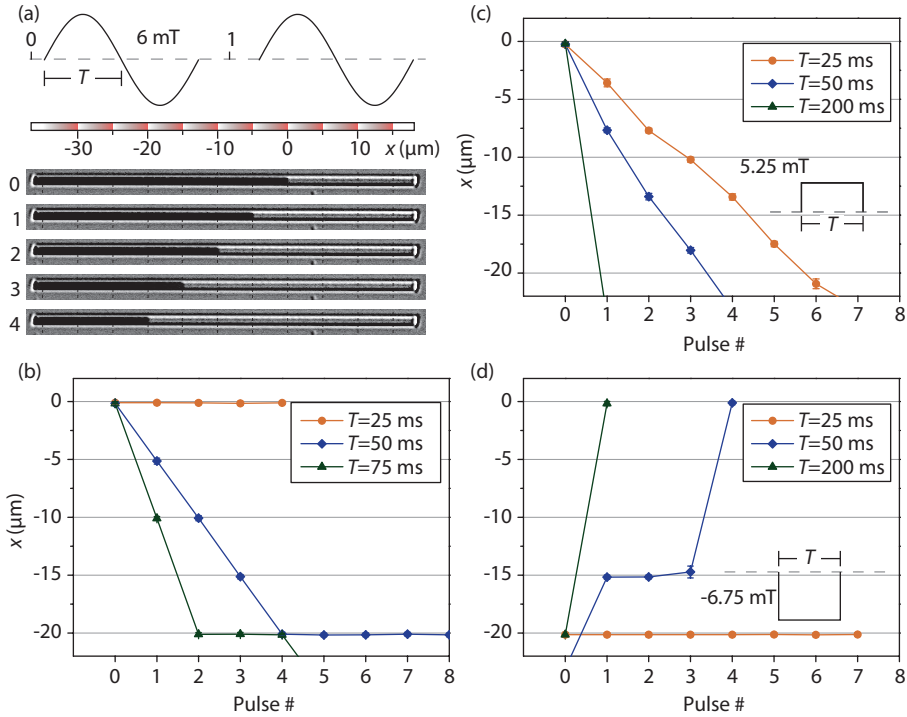 (a)
0
6 mT
1
T
-30
-20
-10
0
10
x (μm)
0
1
2
3
4
(b)
0
-5
-10
-15
-20
x (μm)
T=25 ms
T=50 ms
T=75 ms
0 1 2 3 4 5 6 7 8
Pulse #
(c)
0
-5
-10
-15
-20
x (μm)
T=25 ms
T=50 ms
T=200 ms
5.25 mT
T
0 1 2 3 4 5 6 7 8
Pulse #
(d)
0
-5
-10
-15
-20
x (μm)
T=25 ms
T=50 ms
T=200 ms
T
-6.75 mT
0 1 2 3 4 5 6 7 8
Pulse #